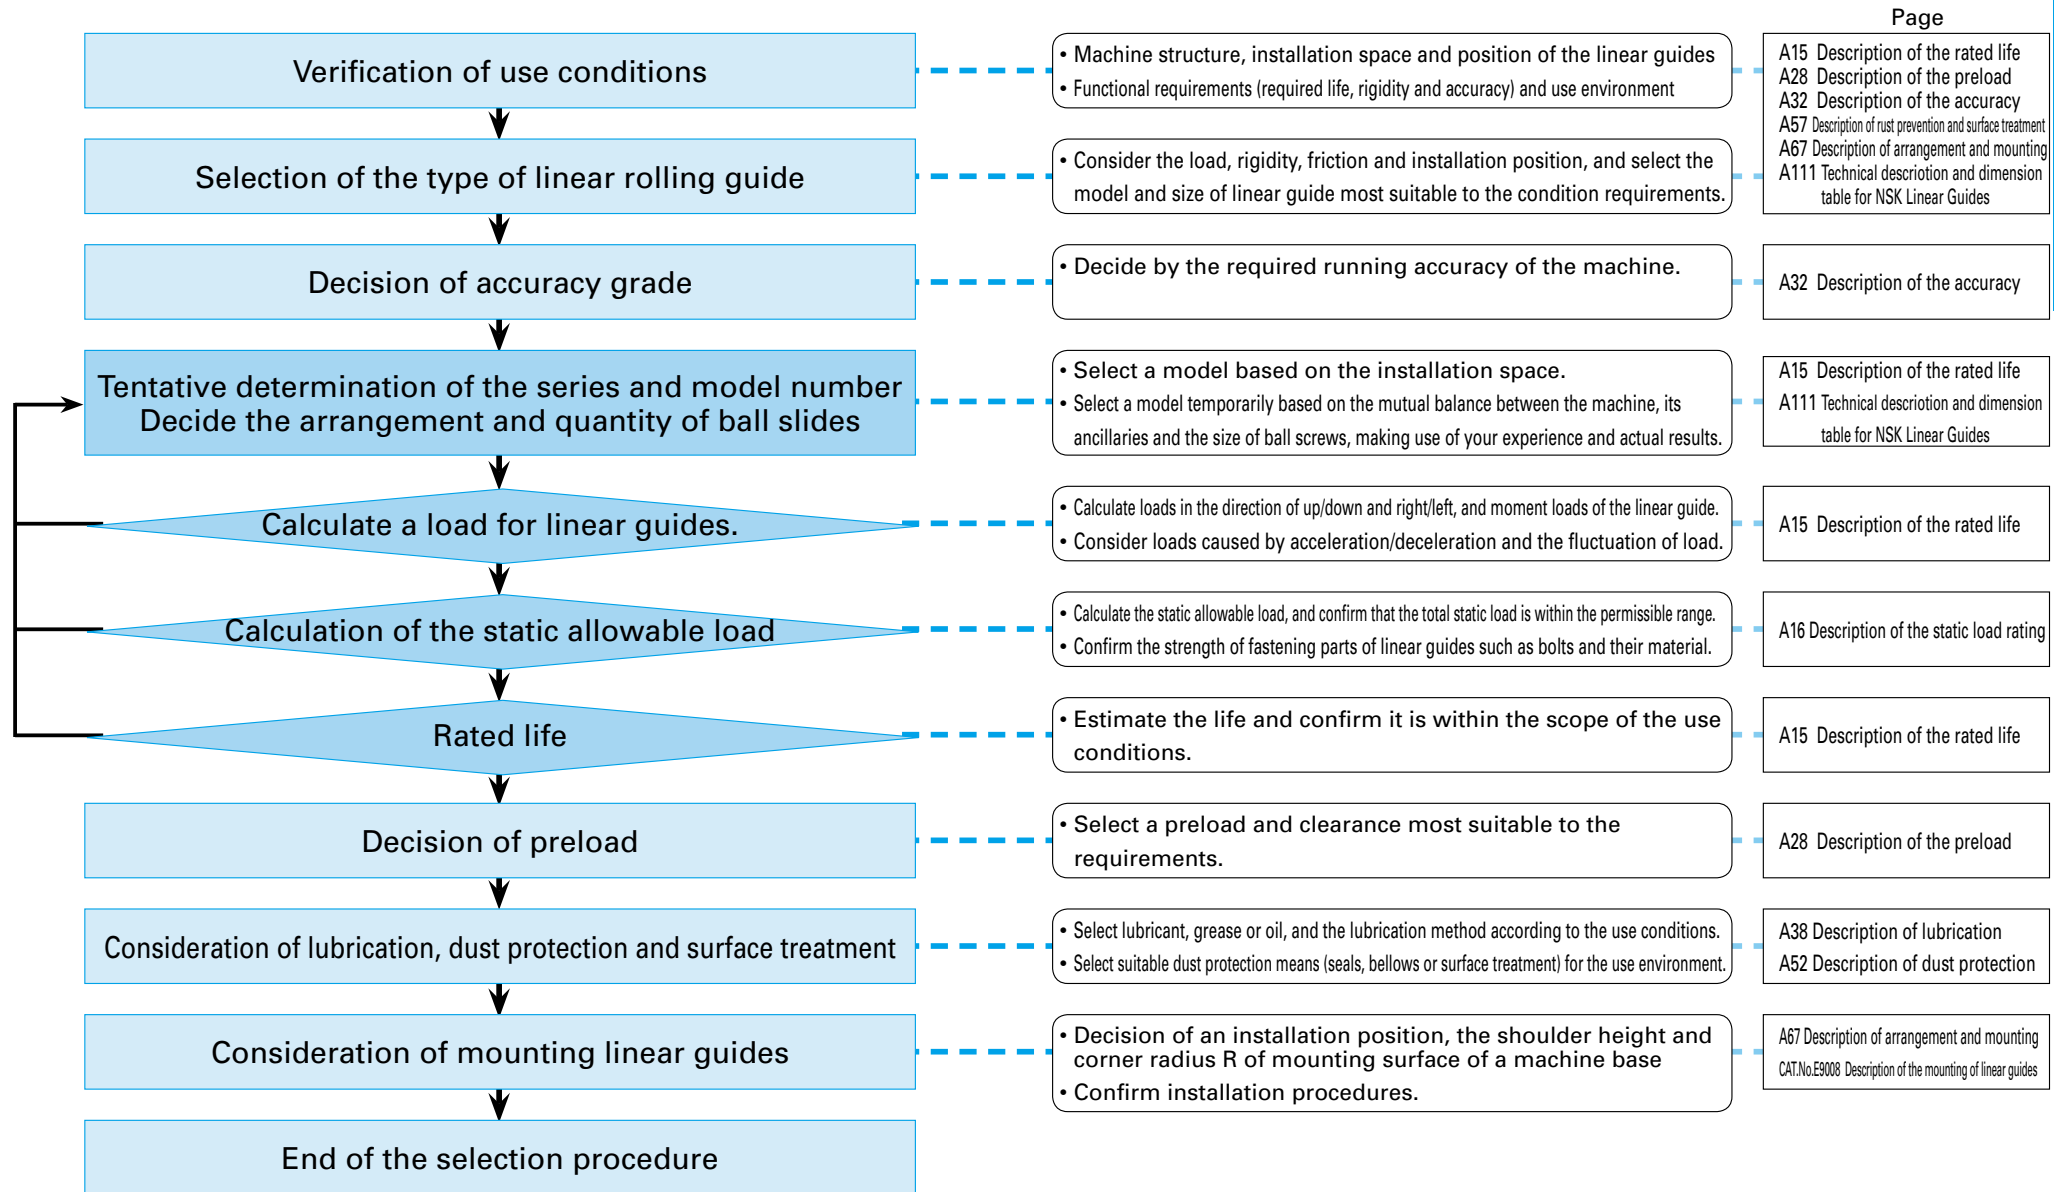 Page
Verification of use conditions
• Machine structure, installation space and position of the linear guides
• Functional requirements (required life, rigidity and accuracy) and use environment
A15 Description of the rated life
A28 Description of the preload
A32 Description of the accuracy
A57 Description of rust prevention and surface treatment
A67 Description of arrangement and mounting
A111 Technical descriotion and dimension
table for NSK Linear Guides
Selection of the type of linear rolling guide
• Consider the load, rigidity, friction and installation position, and select the
model and size of linear guide most suitable to the condition requirements.
Decision of accuracy grade
• Decide by the required running accuracy of the machine.
A32 Description of the accuracy
Tentative determination of the series and model number
Decide the arrangement and quantity of ball slides
• Select a model based on the installation space.
• Select a model temporarily based on the mutual balance between the machine, its
ancillaries and the size of ball screws, making use of your experience and actual results.
A15 Description of the rated life
A111 Technical descriotion and dimension
table for NSK Linear Guides
Calculate a load for linear guides.
• Calculate loads in the direction of up/down and right/left, and moment loads of the linear guide.
• Consider loads caused by acceleration/deceleration and the fluctuation of load.
A15 Description of the rated life
Calculation of the static allowable load
• Calculate the static allowable load, and confirm that the total static load is within the permissible range.
• Confirm the strength of fastening parts of linear guides such as bolts and their material.
A16 Description of the static load rating
Rated life
• Estimate the life and confirm it is within the scope of the use
conditions.
A15 Description of the rated life
Decision of preload
• Select a preload and clearance most suitable to the
requirements.
A28 Description of the preload
Consideration of lubrication, dust protection and surface treatment
• Select lubricant, grease or oil, and the lubrication method according to the use conditions.
• Select suitable dust protection means (seals, bellows or surface treatment) for the use environment.
A38 Description of lubrication
A52 Description of dust protection
Consideration of mounting linear guides
• Decision of an installation position, the shoulder height and
corner radius R of mounting surface of a machine base
• Confirm installation procedures.
A67 Description of arrangement and mounting
CAT.No.E9008 Description of the mounting of linear guides
End of the selection procedure